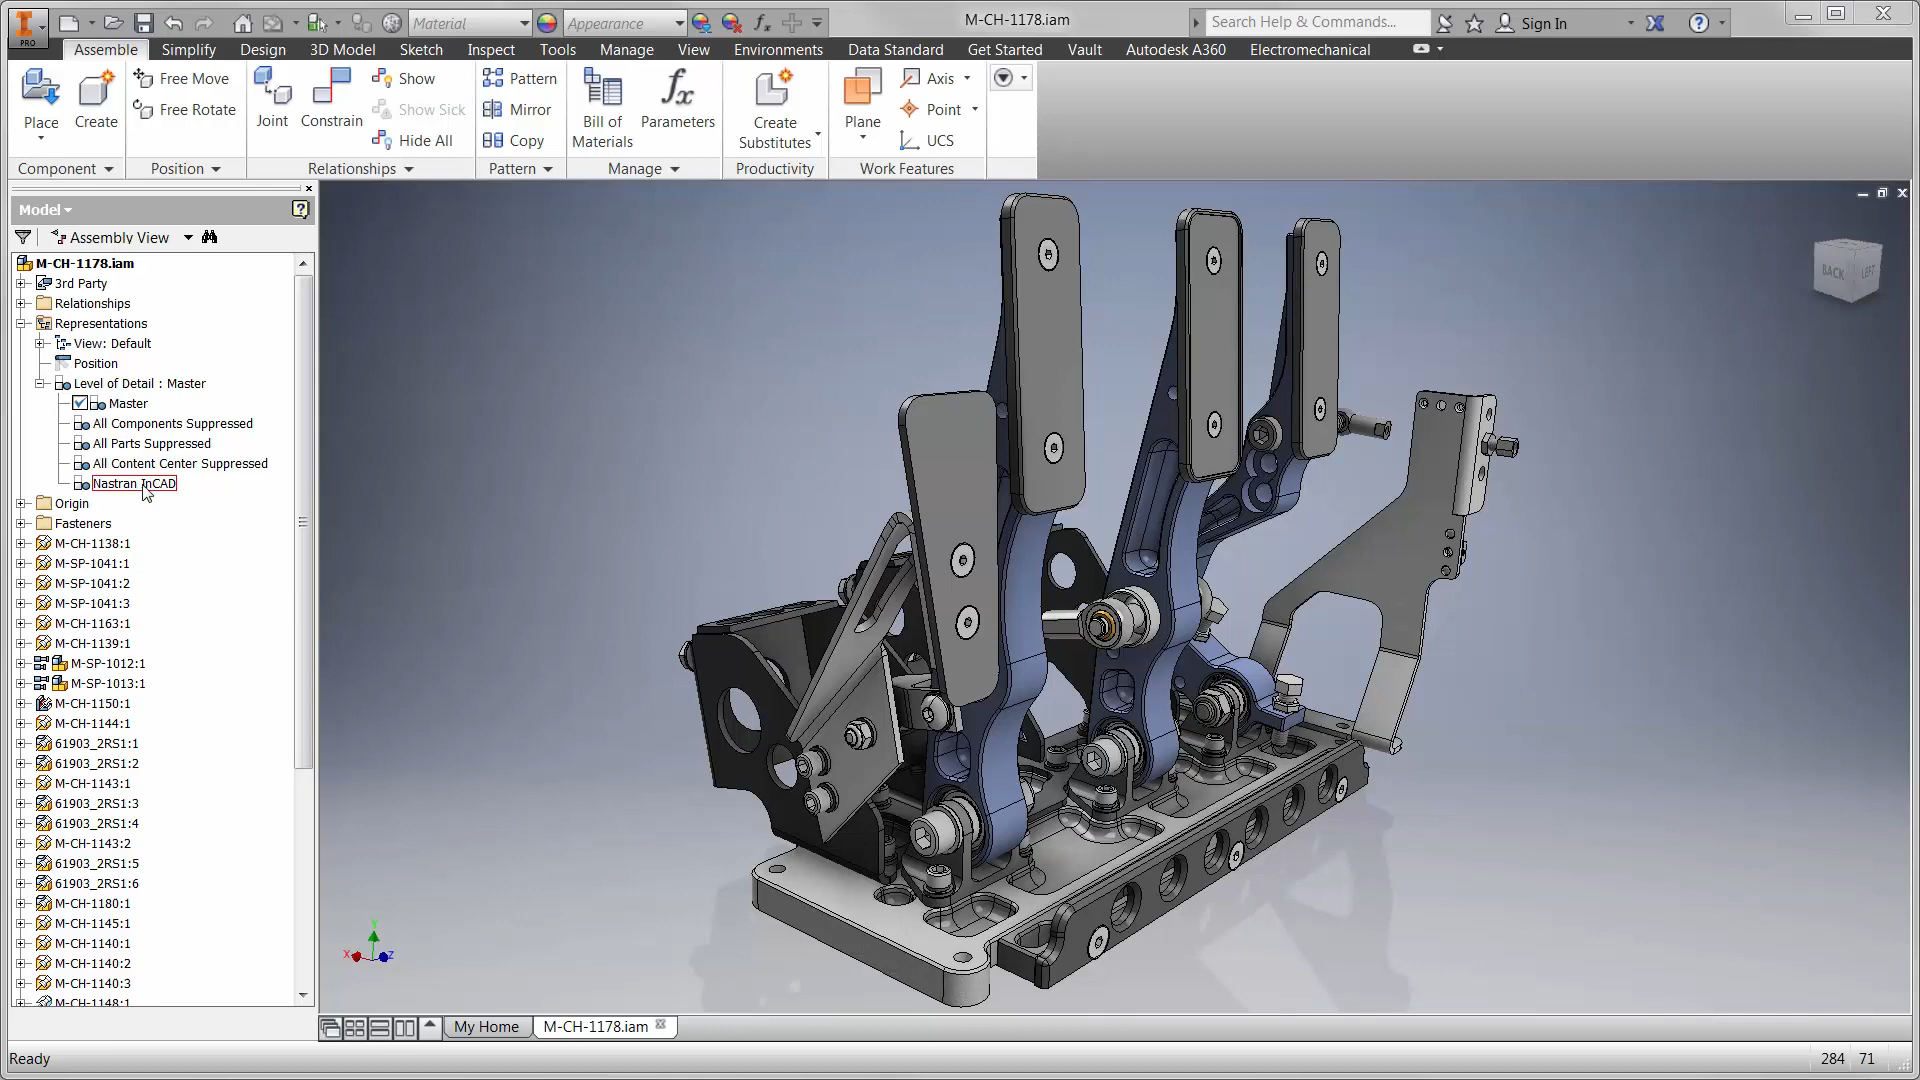 Material
Appearance
M-CH-1178.iam
Search Help & Commands...
Sign In
PRO
Assemble
Simplify
Design
3D Model
Sketch
Inspect
Tools
Manage
View
Environments
Data Standard
Get Started
Vault
Autodesk A360
Electromechanical
Place
Create
Free Move
Free Rotate
Joint
Constrain
Show
Show Sick
Hide All
Pattern
Mirror
Copy
Bill of
Materials
fx
Parameters
Create
Substitutes
Plane
Axis
Point
UCS
Component
Position
Relationships
Pattern
Manage
Productivity
Work Features
Model
Assembly View
M-CH-1178.iam
3rd Party
Relationships
Representations
View: Default
Position
Level of Detail : Master
Master
All Components Suppressed
All Parts Suppressed
All Content Center Suppressed
Nastran InCAD
Origin
Fasteners
M-CH-1138:1
M-SP-1041:1
M-SP-1041:2
M-SP-1041:3
M-CH-1163:1
M-CH-1139:1
M-SP-1012:1
M-SP-1013:1
M-CH-1150:1
M-CH-1144:1
61903_2RS1:1
61903_2RS1:2
M-CH-1143:1
61903_2RS1:3
61903_2RS1:4
M-CH-1143:2
61903_2RS1:5
61903_2RS1:6
M-CH-1180:1
M-CH-1145:1
M-CH-1140:1
M-CH-1140:2
M-CH-1140:3
M-CH-1148:1
BACK
LEFT
Y
X
Z
My Home
M-CH-1178.iam
Ready
284 71